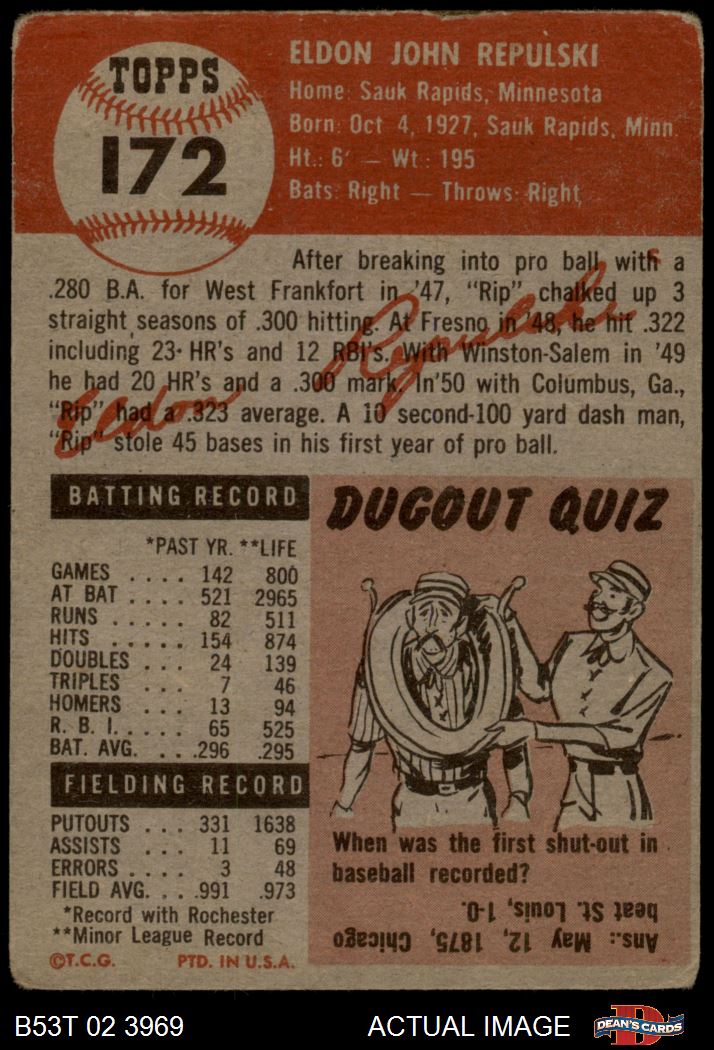 TOPPS
172
ELDON JOHN REPULSKI
Home: Sauk Rapids, Minnesota
Born: Oct 4, 1927, Sauk Rapids, Minn.
Ht.: 6' — Wt: 195
Bats: Right — Throws: Right
After breaking into pro ball with a
.280 B.A. for West Frankfort in '47, "Rip" chalked up 3
straight seasons of .300 hitting. At Fresno in '48, he hit .322
including 23 HR's and 12 RBI's. With Winston-Salem in '49
he had 20 HR's and a .300 mark. In '50 with Columbus, Ga.,
"Rip" had a .323 average. A 10 second-100 yard dash man,
"Rip" stole 45 bases in his first year of pro ball.
Eldon Repulski
BATTING RECORD
*PAST YR. **LIFE
GAMES .... 142 800
AT BAT .... 521 2965
RUNS ..... 82 511
HITS ..... 154 874
DOUBLES ... 24 139
TRIPLES ... 7 46
HOMERS ... 13 94
R. B. I. .... 65 525
BAT. AVG. ... .296 .295
FIELDING RECORD
PUTOUTS ... 331 1638
ASSISTS ... 11 69
ERRORS .... 3 48
FIELD AVG. .. .991 .973
*Record with Rochester
**Minor League Record
©T.C.G. PTD. IN U.S.A.
DUGOUT QUIZ
When was the first shut-out in
baseball recorded?
Ans.: May 12, 1875, Chicago
beat St. Louis, 1-0.
B53T 02 3969 ACTUAL IMAGE
D
DEAN'S CARDS